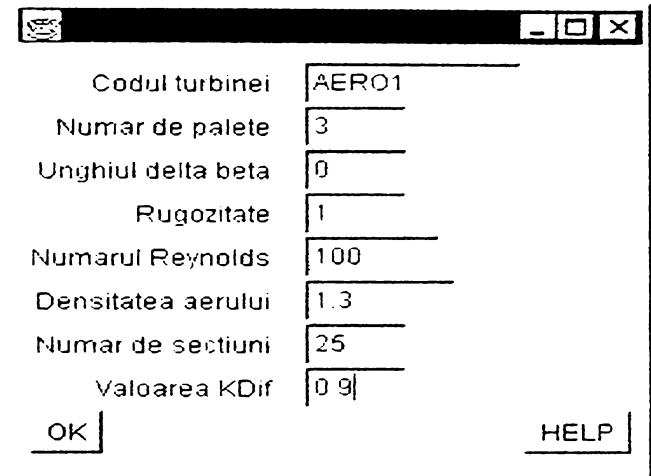 Codul turbinei AERO1
Numar de palete 3
Unghiul delta beta 0
Rugozitate 1
Numarul Reynolds 100
Densitatea aerului 1.3
Numar de sectiuni 25
Valoarea KDif 0.9
OK HELP